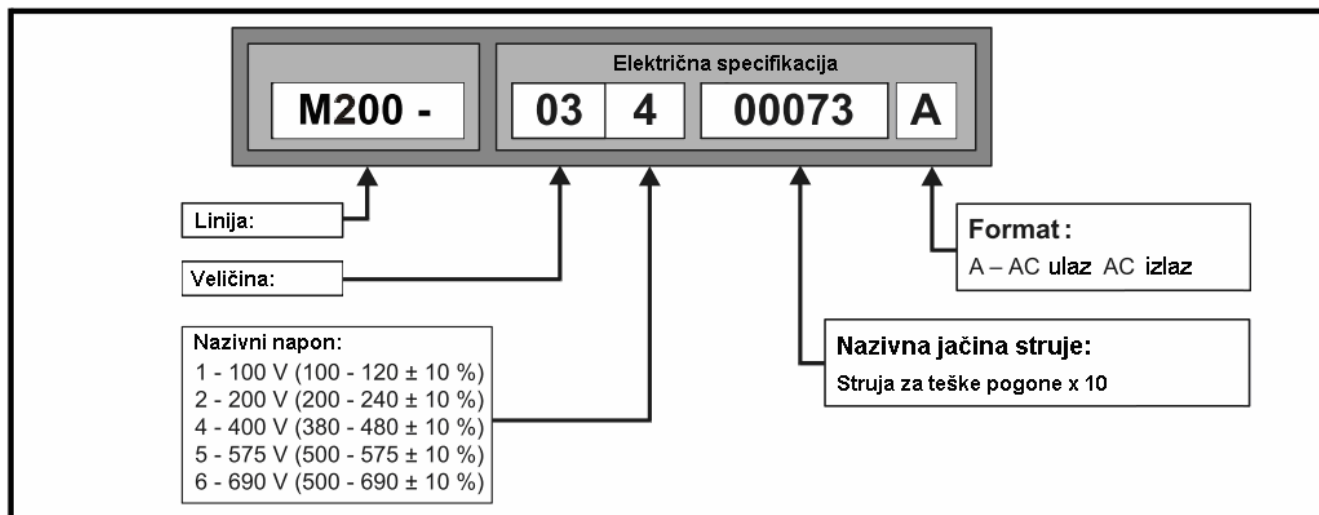 Električna specifikacija
M200 - 03 4 00073 A
Linija:
Veličina:
Nazivni napon:
1 - 100 V (100 - 120 ± 10 %)
2 - 200 V (200 - 240 ± 10 %)
4 - 400 V (380 - 480 ± 10 %)
5 - 575 V (500 - 575 ± 10 %)
6 - 690 V (500 - 690 ± 10 %)
Format :
A – AC ulaz AC izlaz
Nazivna jačina struje:
Struja za teške pogone x 10